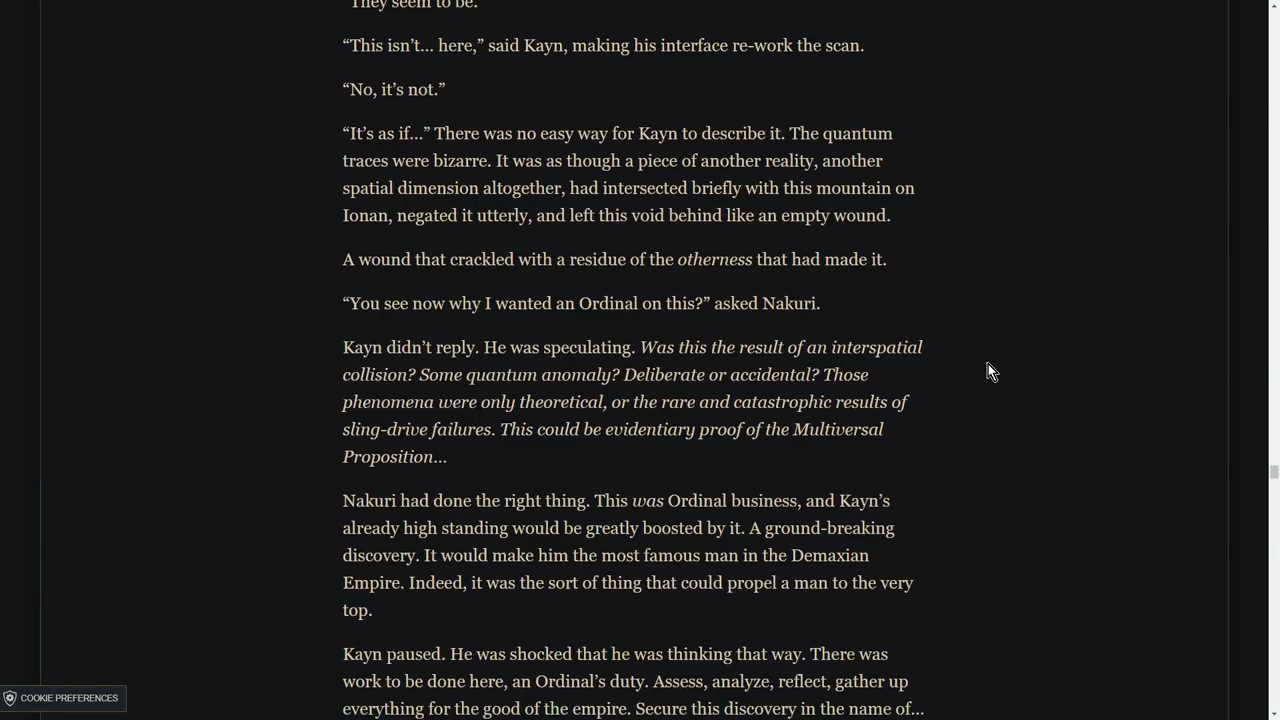 “They seem to be.
“This isn’t… here,” said Kayn, making his interface re-work the scan.
“No, it’s not.”
“It’s as if…” There was no easy way for Kayn to describe it. The quantum
traces were bizarre. It was as though a piece of another reality, another
spatial dimension altogether, had intersected briefly with this mountain on
Ionan, negated it utterly, and left this void behind like an empty wound.
A wound that crackled with a residue of the otherness that had made it.
“You see now why I wanted an Ordinal on this?” asked Nakuri.
Kayn didn’t reply. He was speculating. Was this the result of an interspatial
collision? Some quantum anomaly? Deliberate or accidental? Those
phenomena were only theoretical, or the rare and catastrophic results of
sling-drive failures. This could be evidentiary proof of the Multiversal
Proposition…
Nakuri had done the right thing. This was Ordinal business, and Kayn’s
already high standing would be greatly boosted by it. A ground-breaking
discovery. It would make him the most famous man in the Demaxian
Empire. Indeed, it was the sort of thing that could propel a man to the very
top.
Kayn paused. He was shocked that he was thinking that way. There was
work to be done here, an Ordinal’s duty. Assess, analyze, reflect, gather up
everything for the good of the empire. Secure this discovery in the name of…
COOKIE PREFERENCES